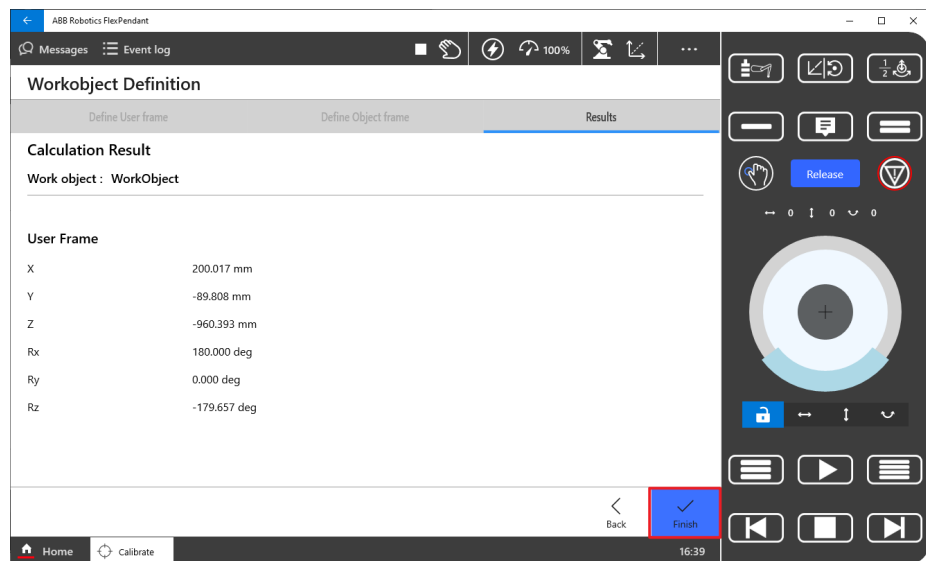 ABB Robotics FlexPendant
Messages Event log 100% ...
Workobject Definition
Define User frame Define Object frame Results
Calculation Result
Work object : WorkObject
User Frame
X 200.017 mm
Y -89.808 mm
Z -960.393 mm
Rx 180.000 deg
Ry 0.000 deg
Rz -179.657 deg
Back Finish
Home Calibrate 16:39
1/2
Release
0 0 0